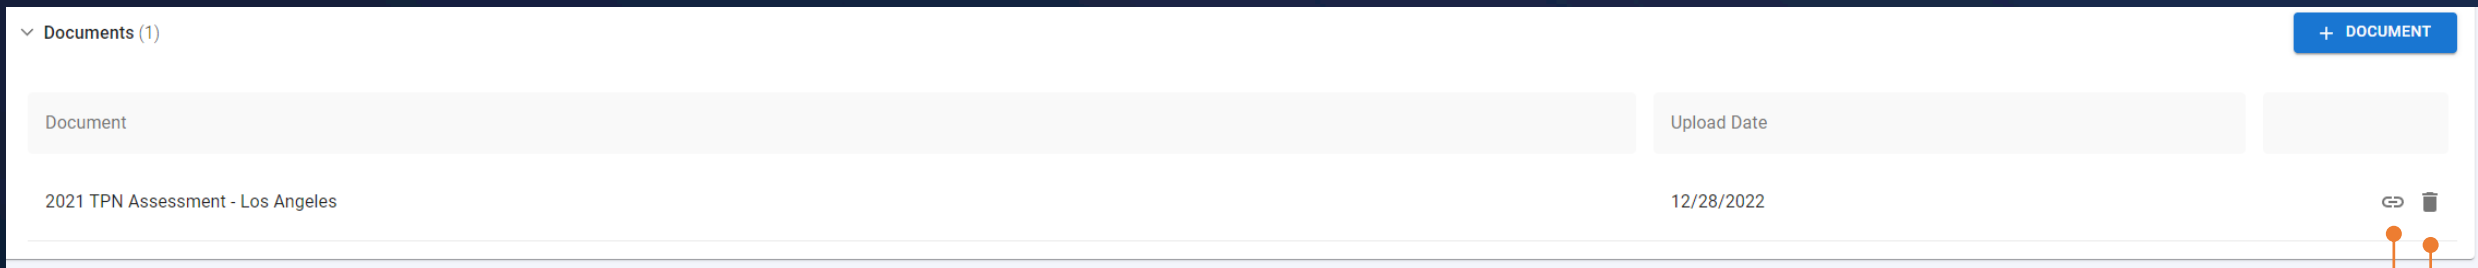 Documents (1)
+ DOCUMENT
Document
Upload Date
2021 TPN Assessment - Los Angeles
12/28/2022